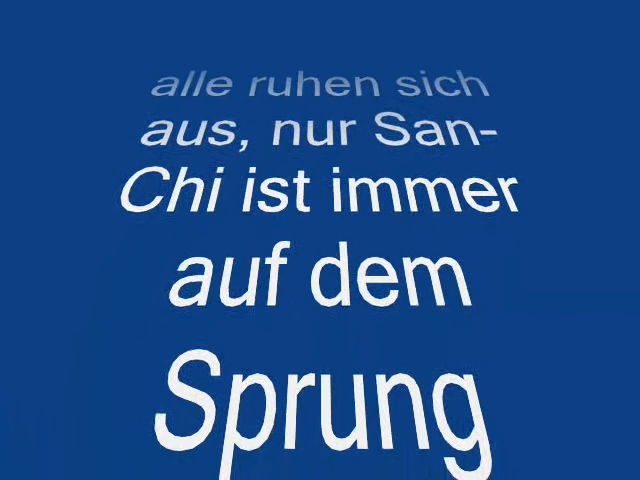 alle ruhen sich
aus, nur San-
Chi ist immer
auf dem
Sprung